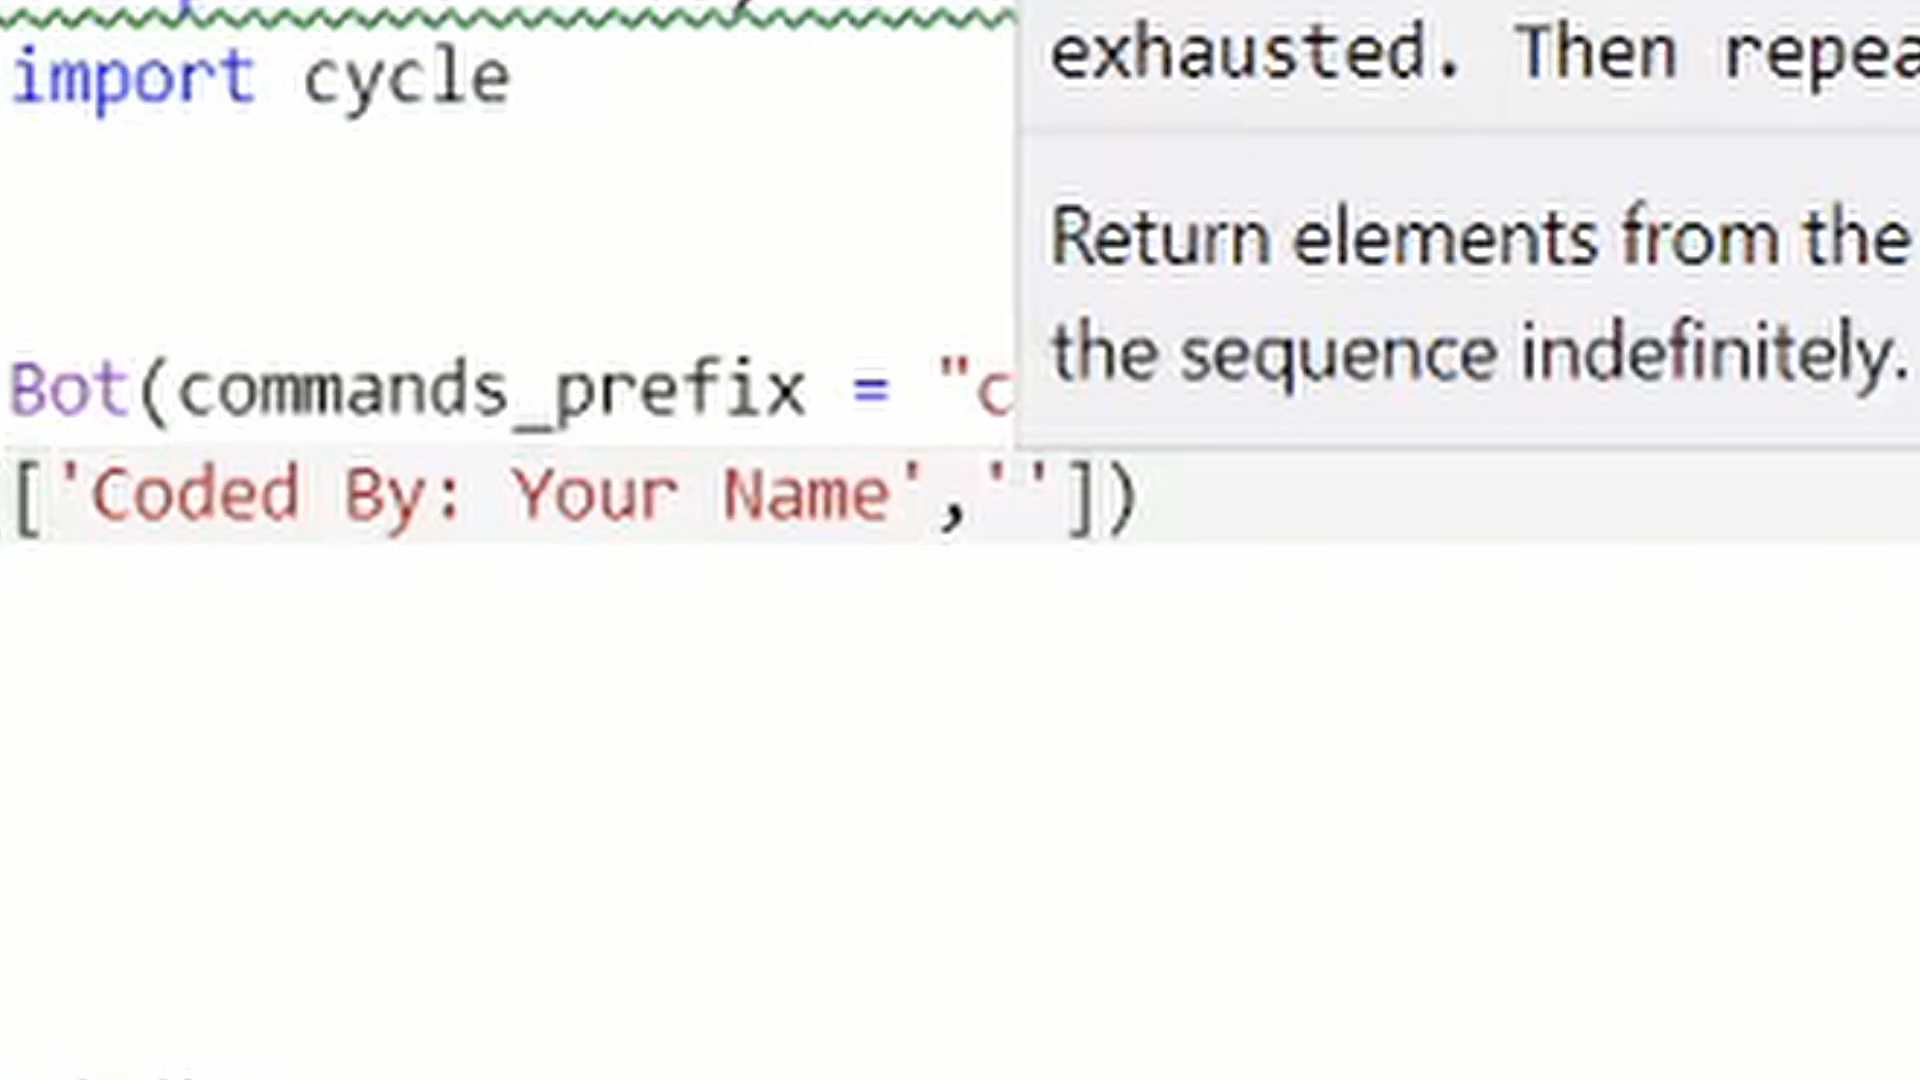 import cycle
Bot(commands_prefix = "c
['Coded By: Your Name',''])
exhausted. Then repea
Return elements from the
the sequence indefinitely.